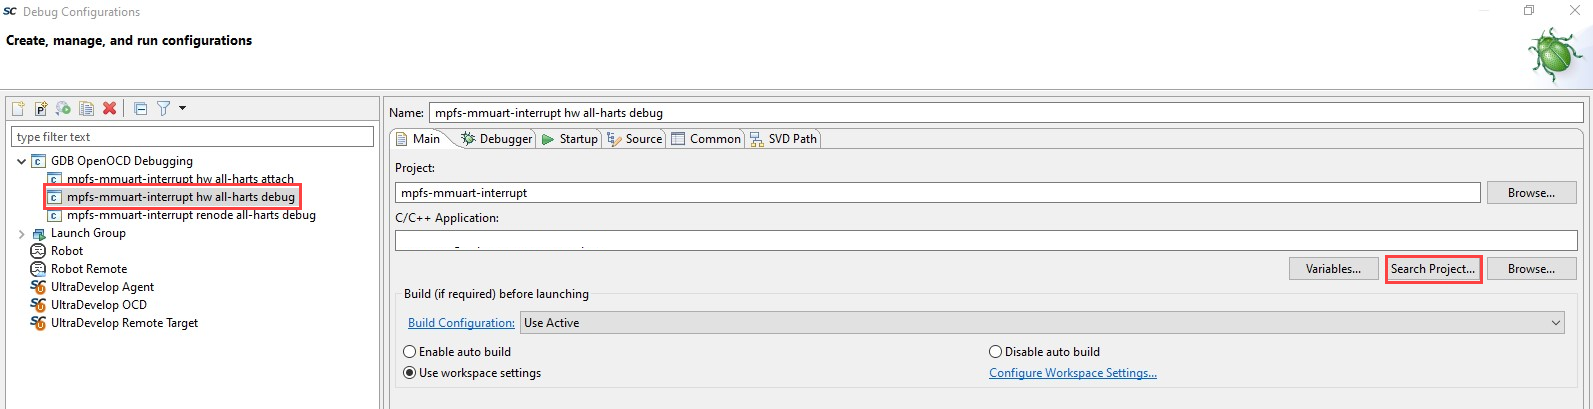 SC Debug Configurations
Create, manage, and run configurations
type filter text
GDB OpenOCD Debugging
mpfs-mmuart-interrupt hw all-harts attach
mpfs-mmuart-interrupt hw all-harts debug
mpfs-mmuart-interrupt renode all-harts debug
Launch Group
Robot
Robot Remote
UltraDevelop Agent
UltraDevelop OCD
UltraDevelop Remote Target
Name: mpfs-mmuart-interrupt hw all-harts debug
Main Debugger Startup Source Common SVD Path
Project:
mpfs-mmuart-interrupt Browse...
C/C++ Application:
Variables... Search Project... Browse...
Build (if required) before launching
Build Configuration: Use Active
Enable auto build Disable auto build
Use workspace settings Configure Workspace Settings...